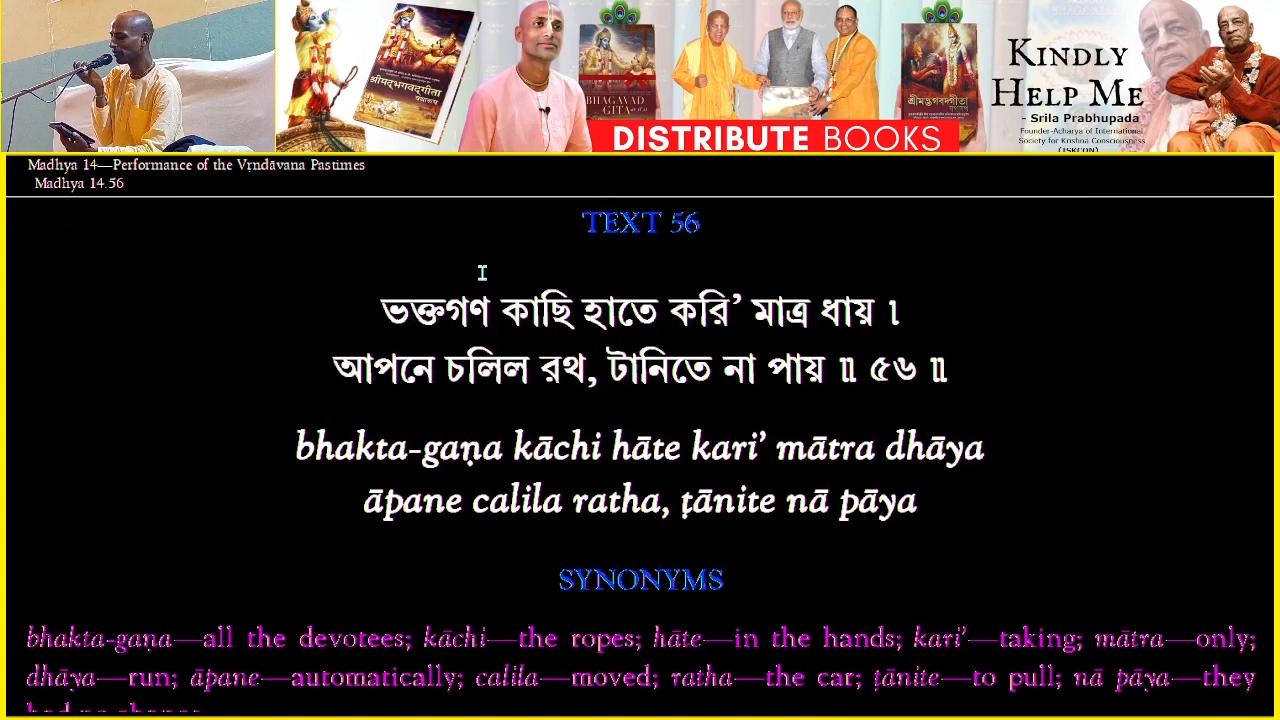 श्रीमद्भगवद्गीता
यथारूप
BHAGAVAD
GITA
श्रीमद्भगवद्गीता
DISTRIBUTE BOOKS
KINDLY
HELP ME
- Srila Prabhupada
Founder-Acharya of International
Society for Krishna Consciousness
(ISKCON)
Madhya 14—Performance of the Vṛndāvana Pastimes
Madhya 14.56
TEXT 56
ভক্তগণ কাছি হাতে করি’ মাত্র ধায় ।
আপনে চলিল রথ, টানিতে না পায় ॥ ৫৬ ॥
bhakta-gaṇa kāchi hāte kari’ mātra dhāya
āpane calila ratha, ṭānite nā pāya
SYNONYMS
bhakta-gaṇa—all the devotees; kāchi—the ropes; hāte—in the hands; kari’—taking; mātra—only;
dhāya—run; āpane—automatically; calila—moved; ratha—the car; ṭānite—to pull; nā pāya—they